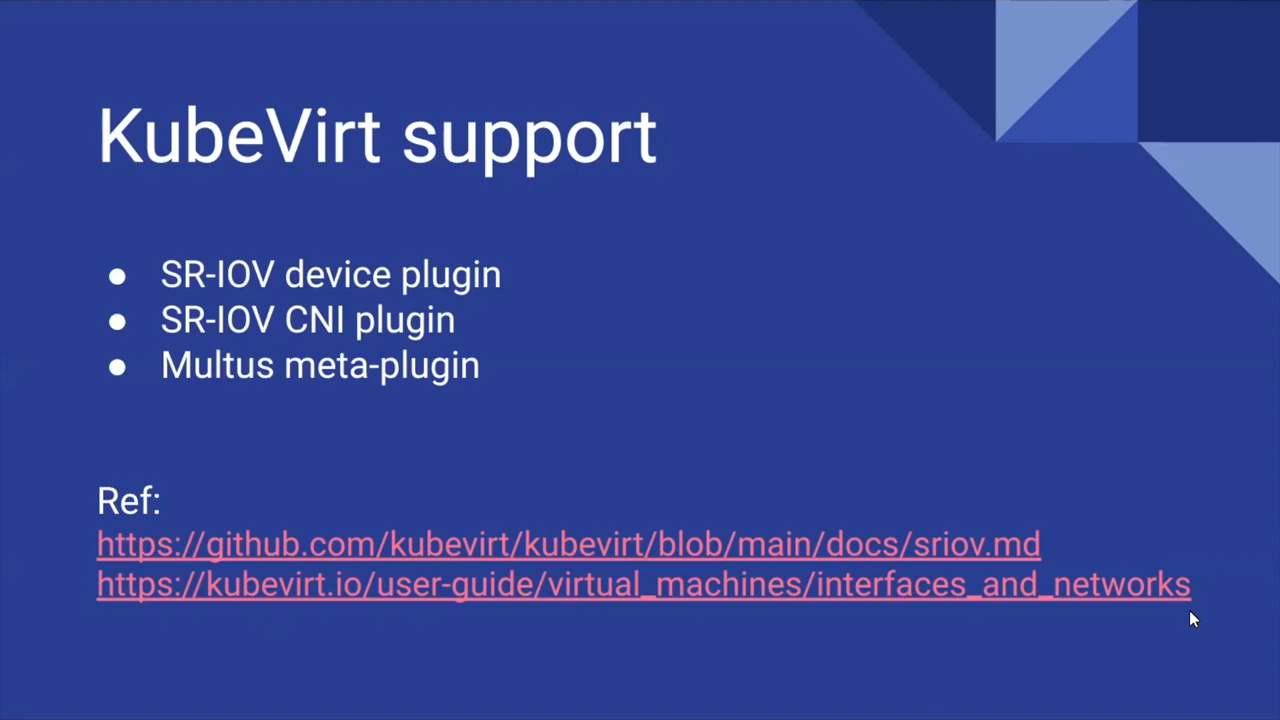 KubeVirt support
● SR-IOV device plugin
● SR-IOV CNI plugin
● Multus meta-plugin
Ref:
https://github.com/kubevirt/kubevirt/blob/main/docs/sriov.md
https://kubevirt.io/user-guide/virtual_machines/interfaces_and_networks